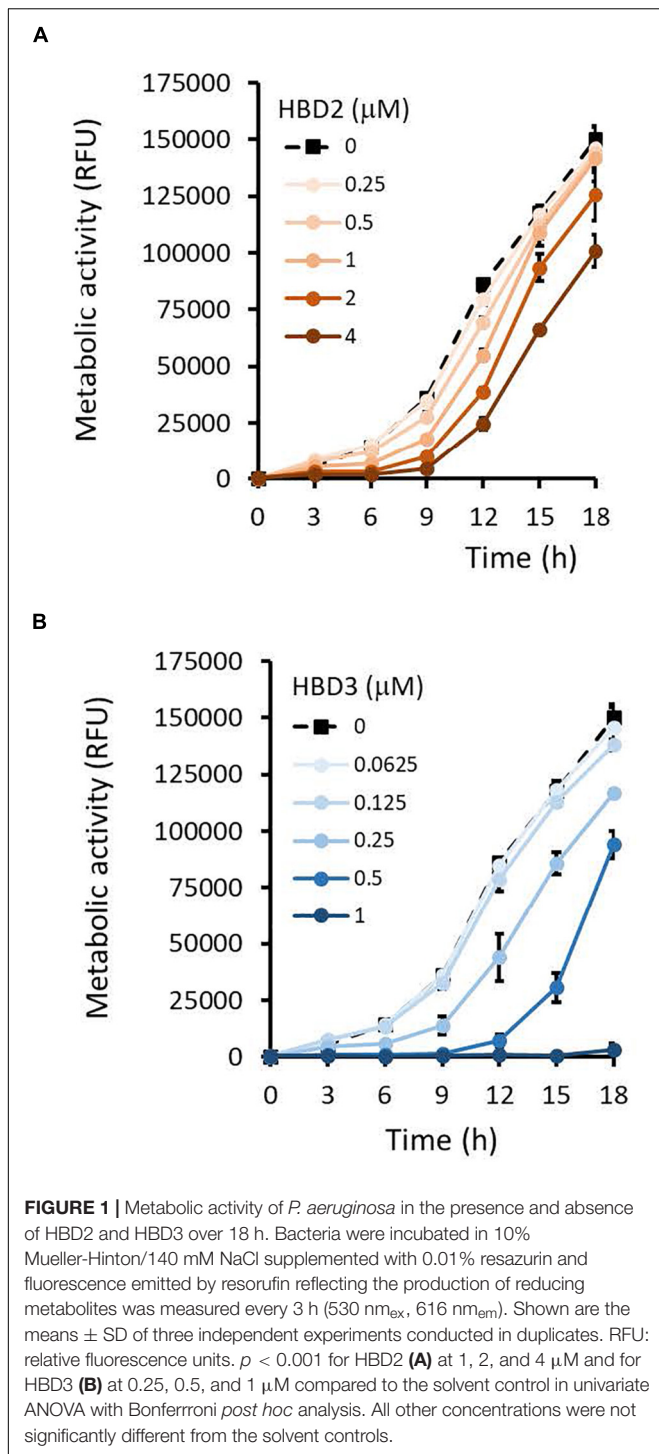 A
Metabolic activity (RFU)
175000
150000
125000
100000
75000
50000
25000
0
HBD2 (μM)
0
0.25
0.5
1
2
4
0 3 6 9 12 15 18
Time (h)
B
Metabolic activity (RFU)
175000
150000
125000
100000
75000
50000
25000
0
HBD3 (μM)
0
0.0625
0.125
0.25
0.5
1
0 3 6 9 12 15 18
Time (h)
FIGURE 1 | Metabolic activity of P. aeruginosa in the presence and absence
of HBD2 and HBD3 over 18 h. Bacteria were incubated in 10%
Mueller-Hinton/140 mM NaCl supplemented with 0.01% resazurin and
fluorescence emitted by resorufin reflecting the production of reducing
metabolites was measured every 3 h (530 nmex, 616 nmem). Shown are the
means ± SD of three independent experiments conducted in duplicates. RFU:
relative fluorescence units. p < 0.001 for HBD2 (A) at 1, 2, and 4 μM and for
HBD3 (B) at 0.25, 0.5, and 1 μM compared to the solvent control in univariate
ANOVA with Bonferrroni post hoc analysis. All other concentrations were not
significantly different from the solvent controls.